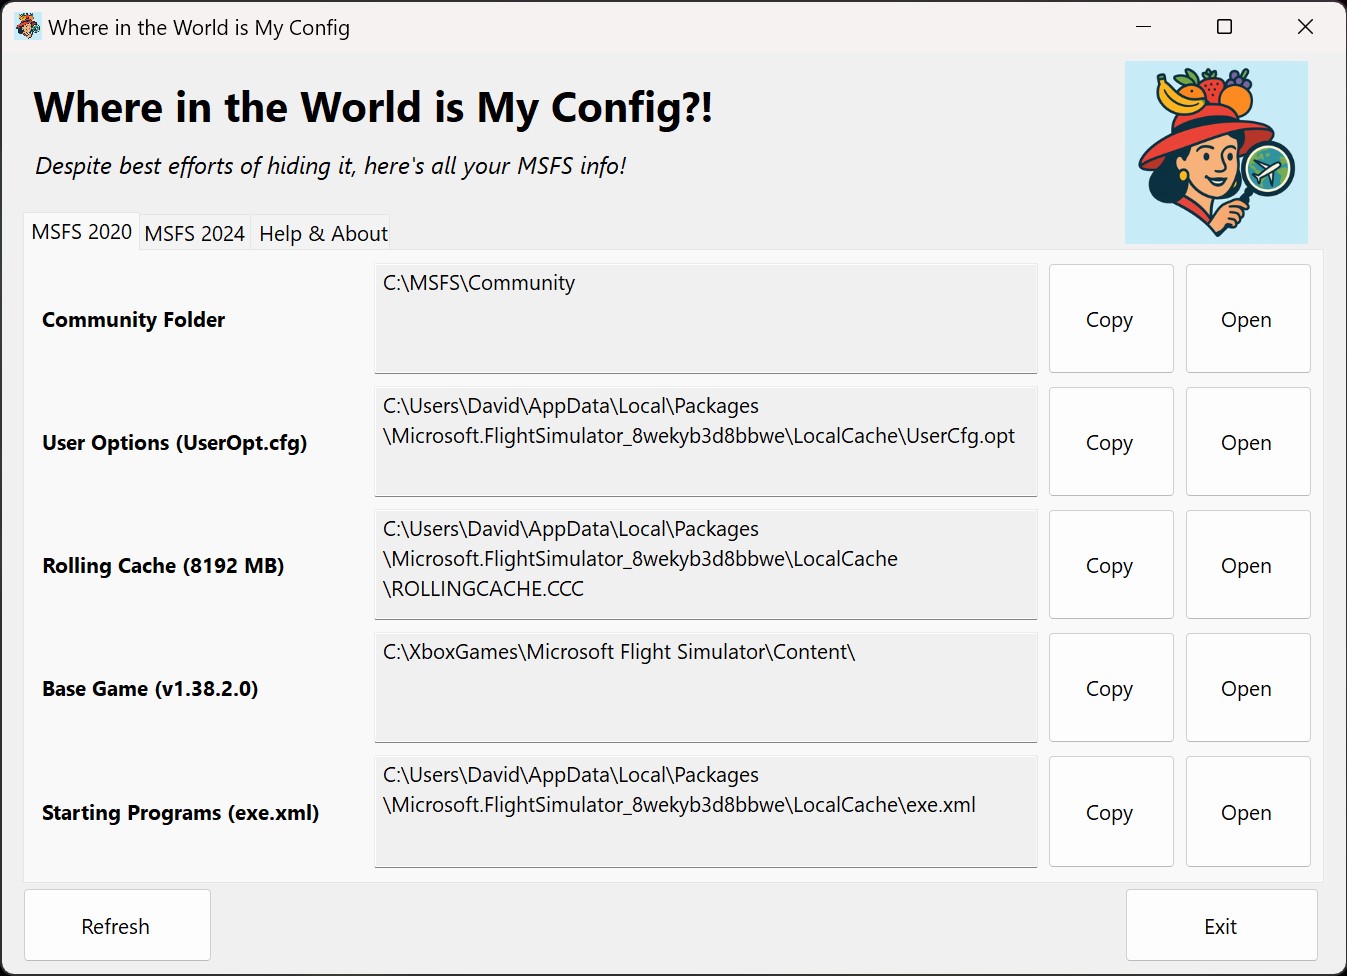 Where in the World is My Config
Where in the World is My Config?!
Despite best efforts of hiding it, here's all your MSFS info!
MSFS 2020 MSFS 2024 Help & About
Community Folder
C:\MSFS\Community
Copy Open
User Options (UserOpt.cfg)
C:\Users\David\AppData\Local\Packages
\Microsoft.FlightSimulator_8wekyb3d8bbwe\LocalCache\UserCfg.opt
Copy Open
Rolling Cache (8192 MB)
C:\Users\David\AppData\Local\Packages
\Microsoft.FlightSimulator_8wekyb3d8bbwe\LocalCache
\ROLLINGCACHE.CCC
Copy Open
Base Game (v1.38.2.0)
C:\XboxGames\Microsoft Flight Simulator\Content\
Copy Open
Starting Programs (exe.xml)
C:\Users\David\AppData\Local\Packages
\Microsoft.FlightSimulator_8wekyb3d8bbwe\LocalCache\exe.xml
Copy Open
Refresh Exit